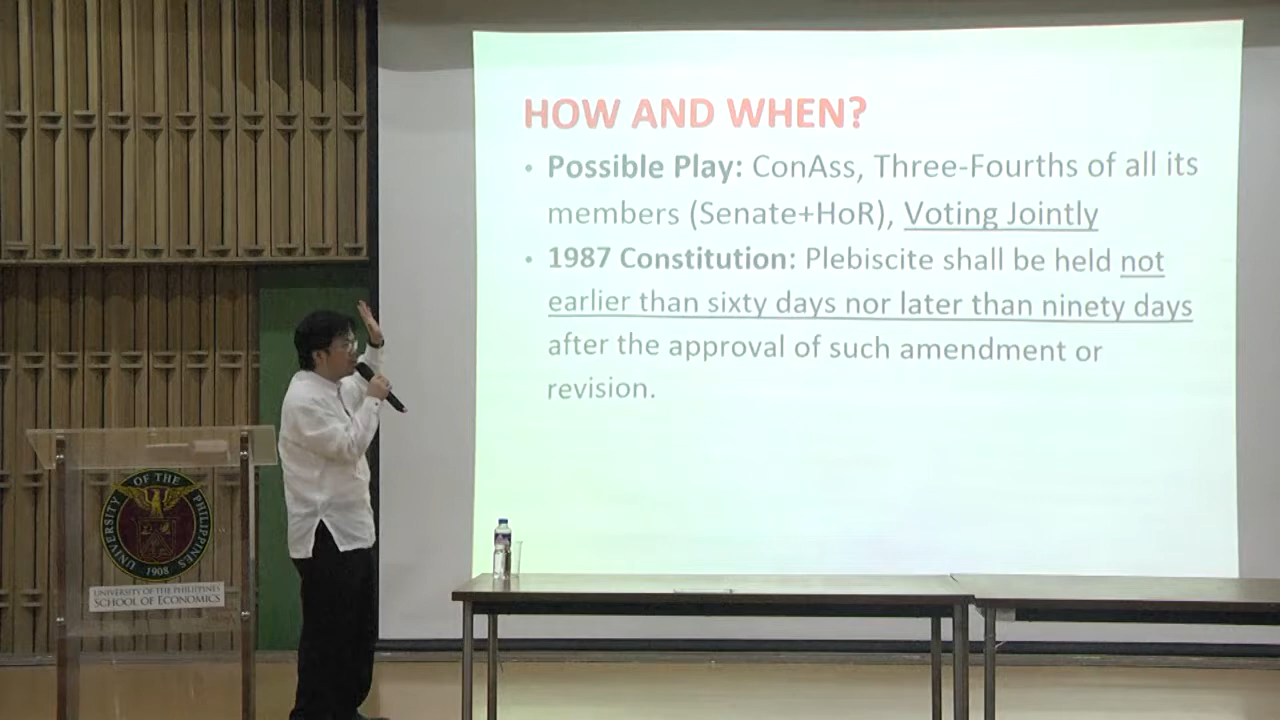 HOW AND WHEN?
• Possible Play: ConAss, Three-Fourths of all its
members (Senate+HoR), Voting Jointly
• 1987 Constitution: Plebiscite shall be held not
earlier than sixty days nor later than ninety days
after the approval of such amendment or
revision.
UNIVERSITY OF THE PHILIPPINES
1908
UNIVERSITY OF THE PHILIPPINES
SCHOOL OF ECONOMICS